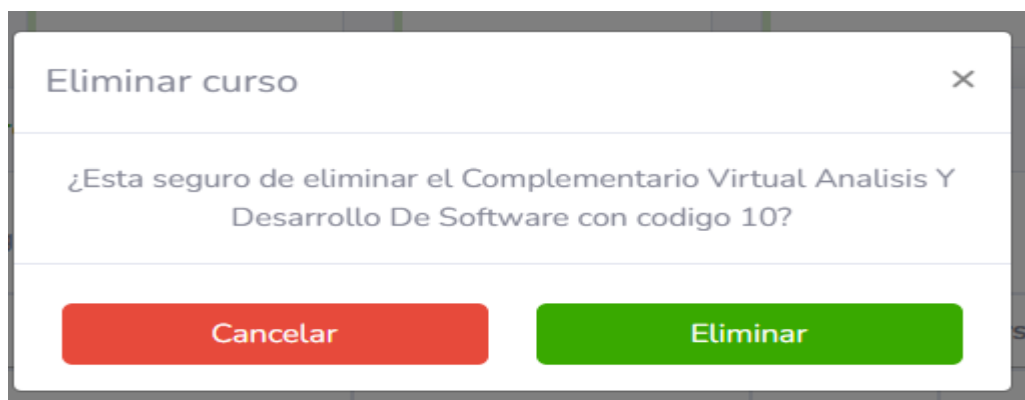 Eliminar curso ×
¿Esta seguro de eliminar el Complementario Virtual Analisis Y
Desarrollo De Software con codigo 10?
Cancelar
Eliminar